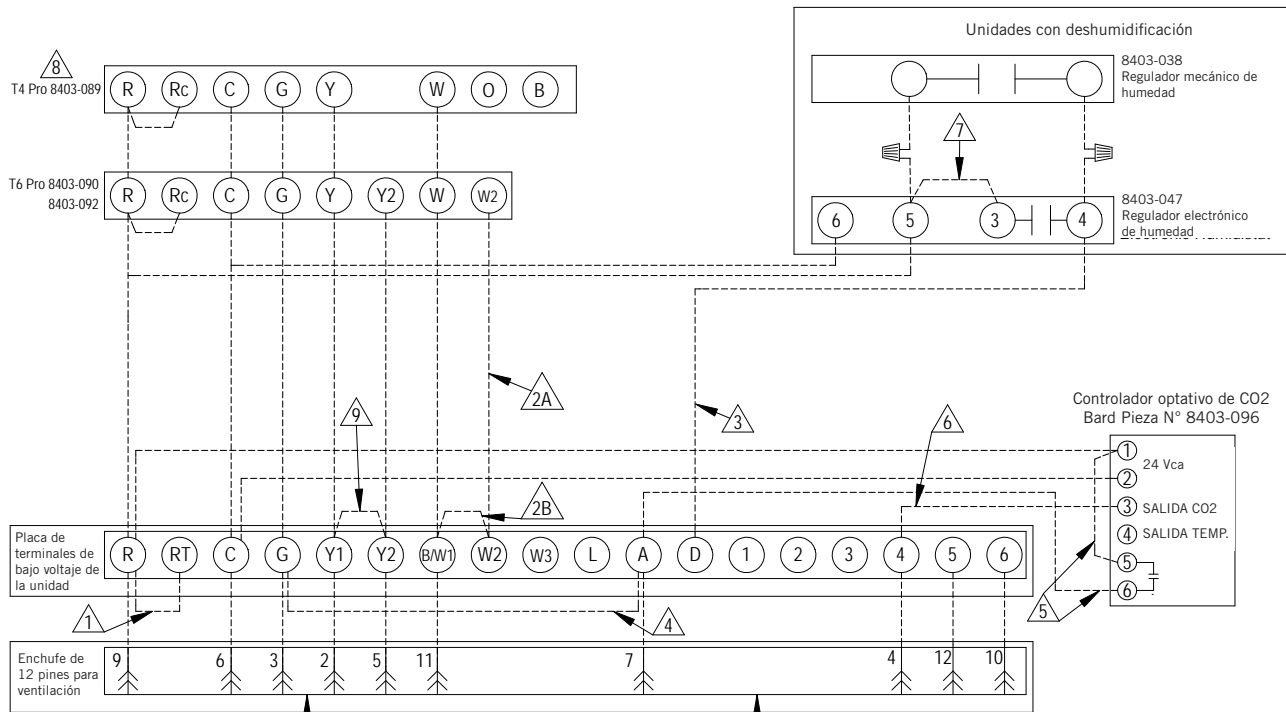 Unidades con deshumidificación
8403-038
Regulador mecánico de
humedad
8
T4 Pro 8403-089
R Rc C G Y W O B
7
T6 Pro 8403-090
8403-092
R Rc C G Y Y2 W W2
6 5 3 4
8403-047
Regulador electrónico
de humedad
2A
9
3
6
2B
Controlador optativo de CO2
Bard Pieza N° 8403-096
1
24 Vca
2
3 SALIDA CO2
4 SALIDA TEMP.
5
6
5
Placa de
terminales de
bajo voltaje de
la unidad
R RT C G Y1 Y2 B/W1 W2 W3 L A D 1 2 3 4 5 6
1
4
Enchufe de
12 pines para
ventilación
9 6 3 2 5 11 7 4 12 10